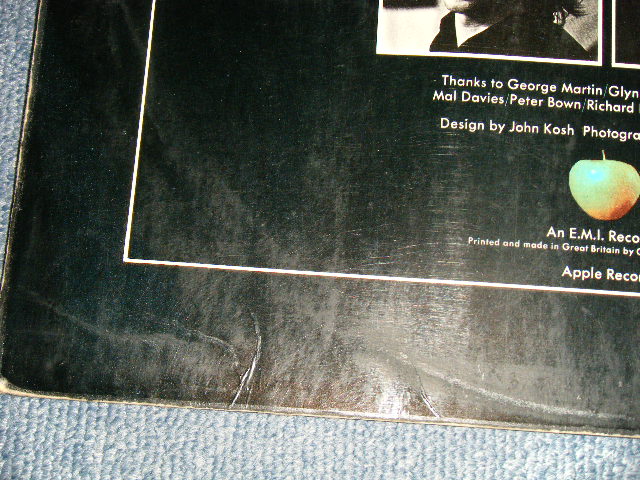 Thanks to George Martin/Glyn
Mal Davies/Peter Bown/Richard
Design by John Kosh Photogra
An E.M.I. Reco
Printed and made in Great Britain by
Apple Recor